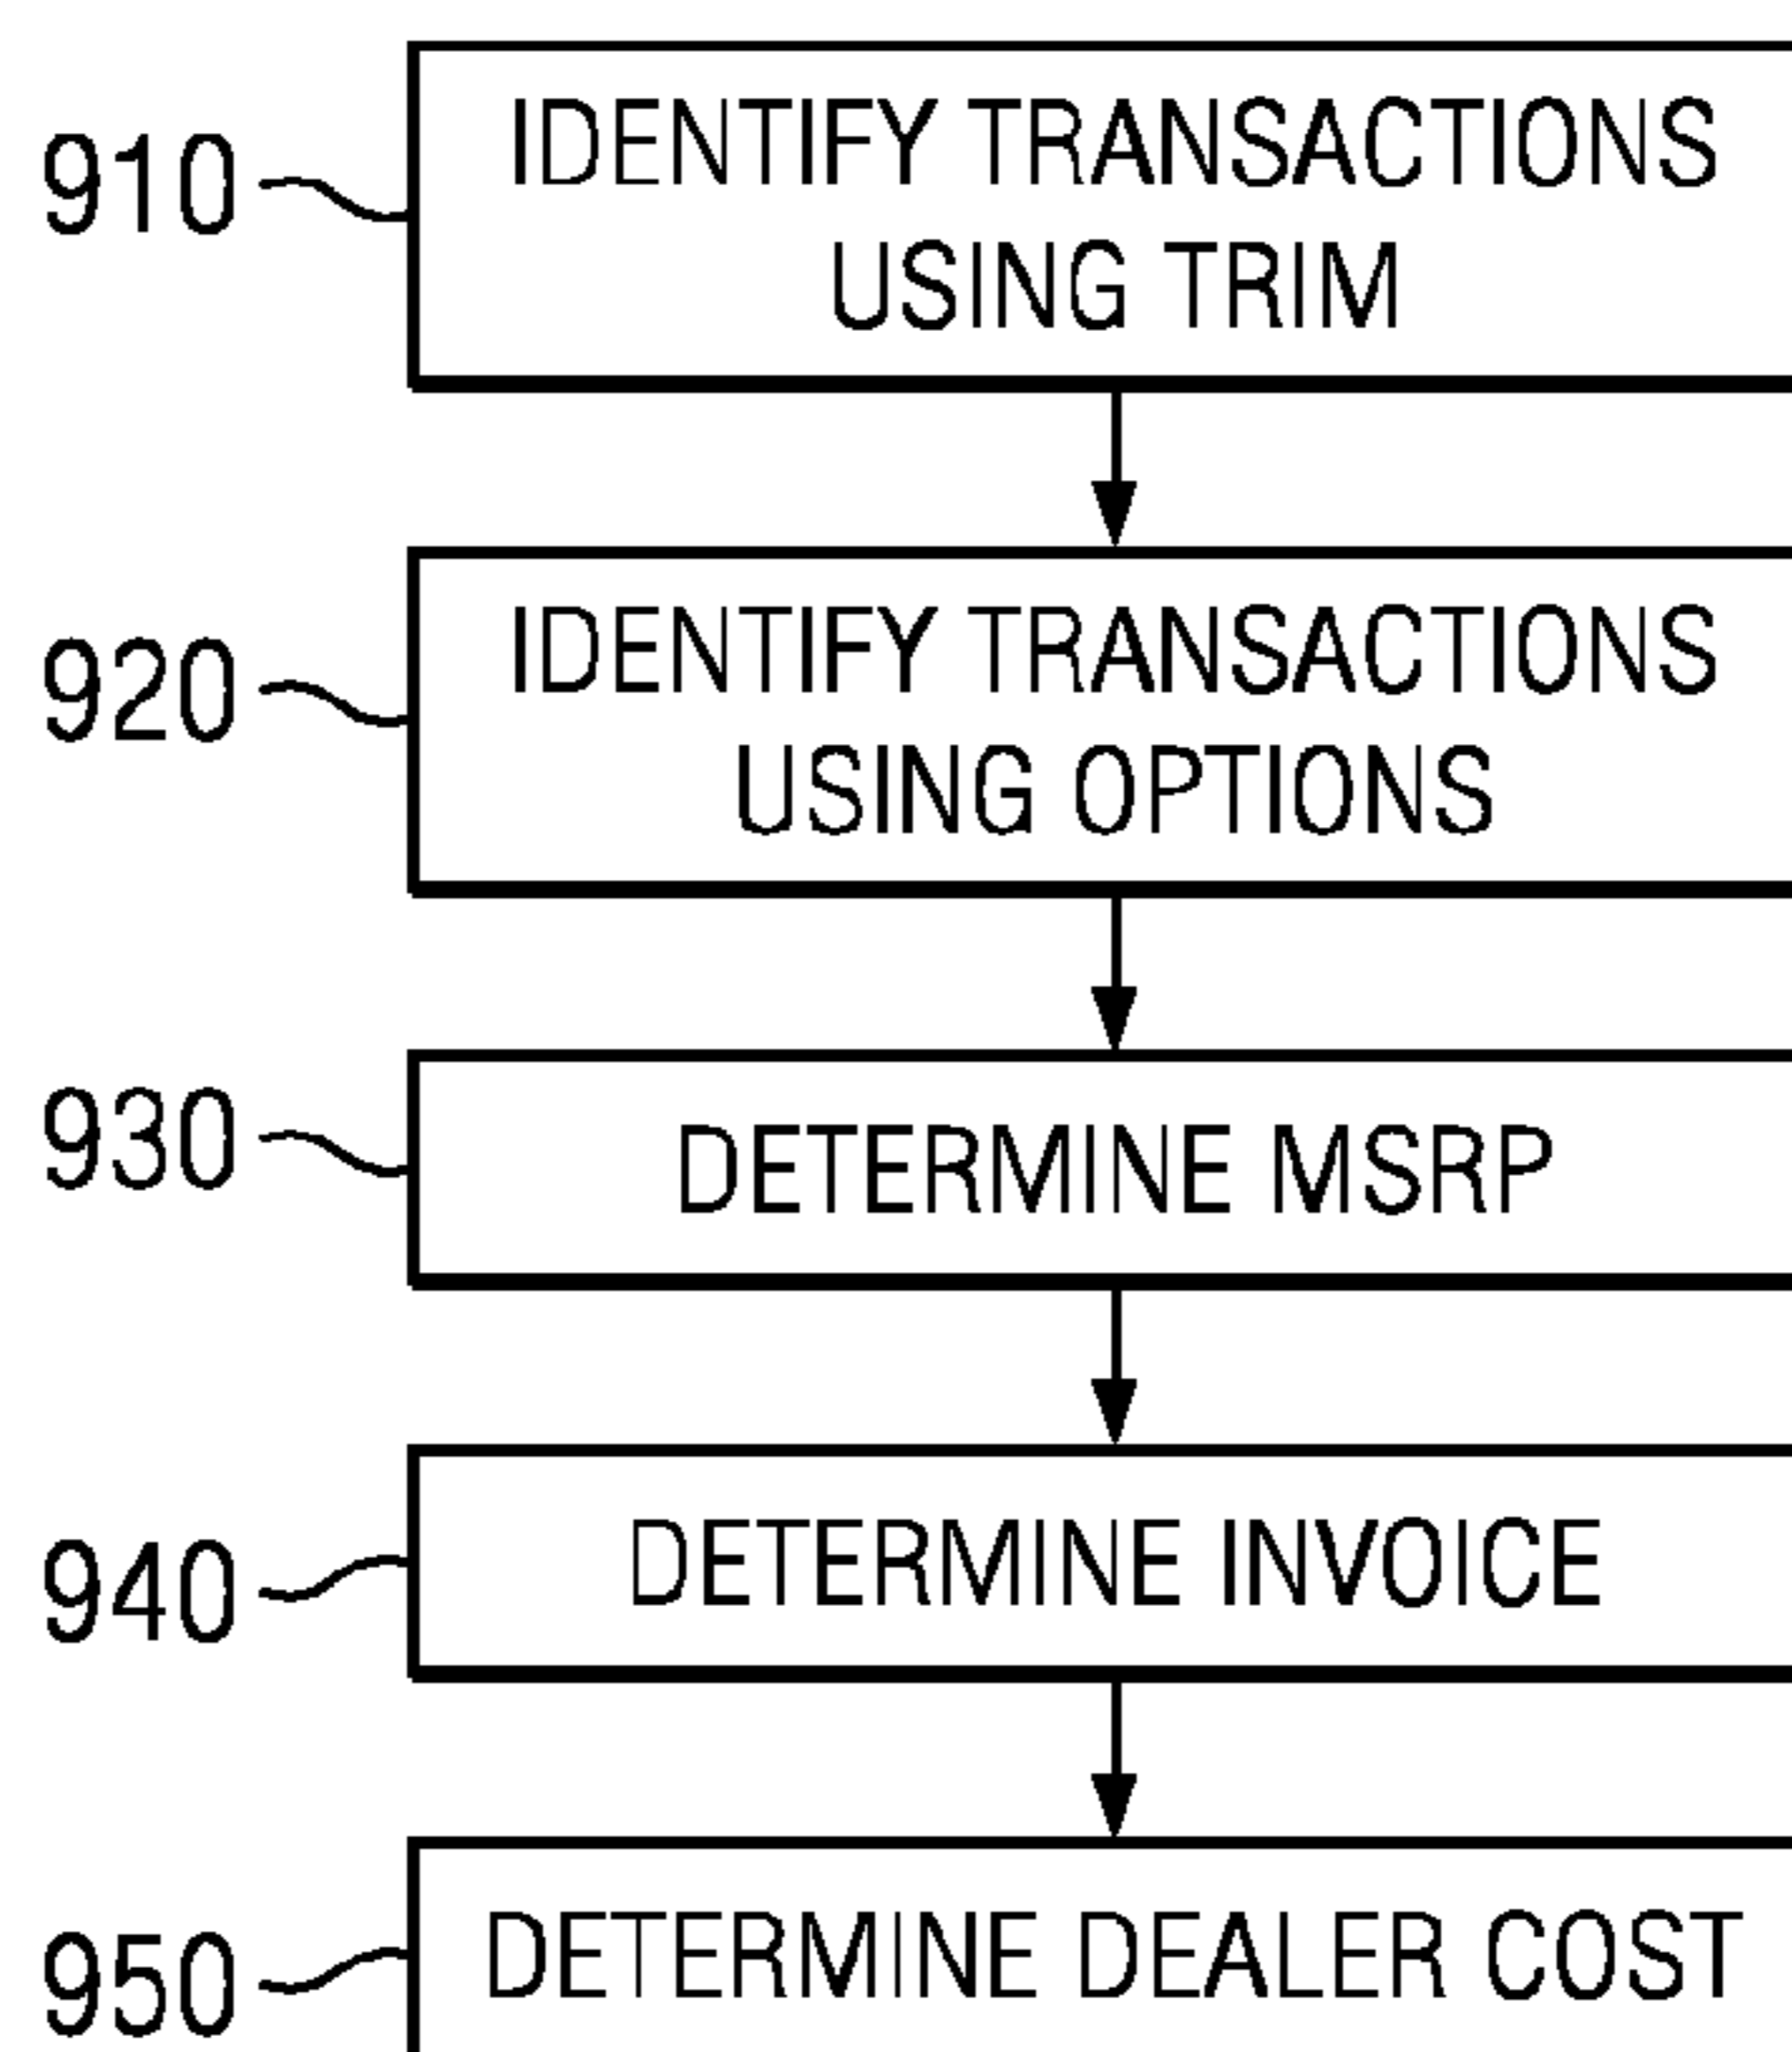 910
IDENTIFY TRANSACTIONS
USING TRIM
920
IDENTIFY TRANSACTIONS
USING OPTIONS
930
DETERMINE MSRP
940
DETERMINE INVOICE
950
DETERMINE DEALER COST